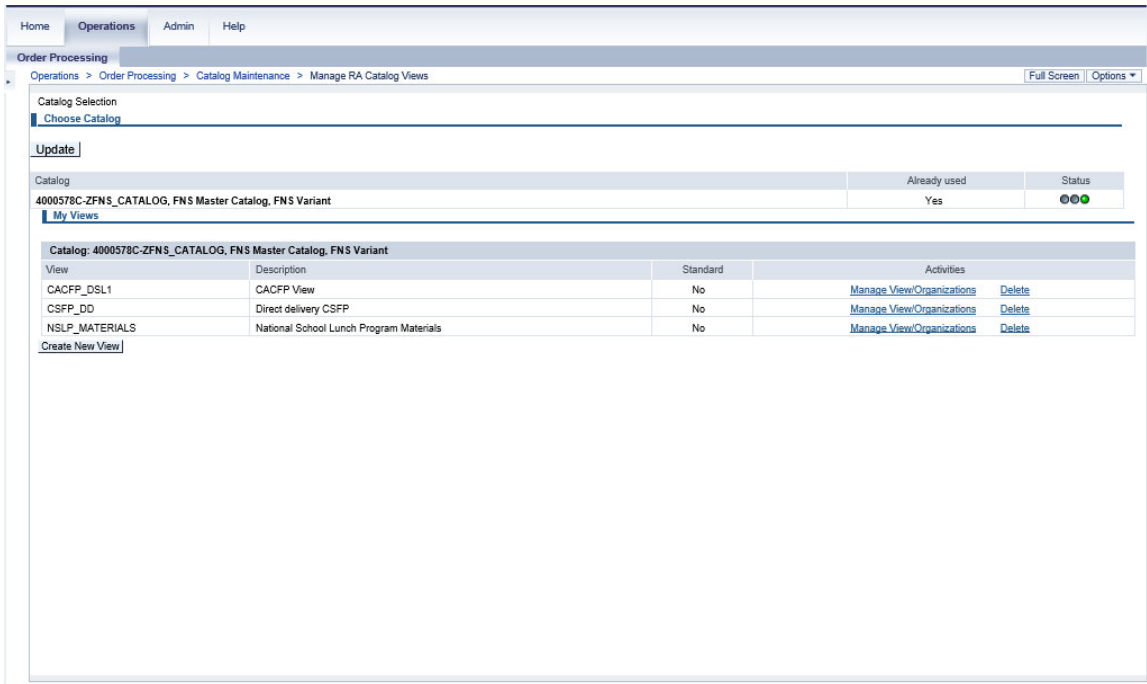 Home Operations Admin Help
Order Processing
Operations > Order Processing > Catalog Maintenance > Manage RA Catalog Views Full Screen Options
Catalog Selection
Choose Catalog
Update
Catalog Already used Status
4000578C-ZFNS_CATALOG, FNS Master Catalog, FNS Variant Yes
My Views
Catalog: 4000578C-ZFNS_CATALOG, FNS Master Catalog, FNS Variant
View Description Standard Activities
CACFP_DSL1 CACFP View No Manage View/Organizations Delete
CSFP_DD Direct delivery CSFP No Manage View/Organizations Delete
NSLP_MATERIALS National School Lunch Program Materials No Manage View/Organizations Delete
Create New View